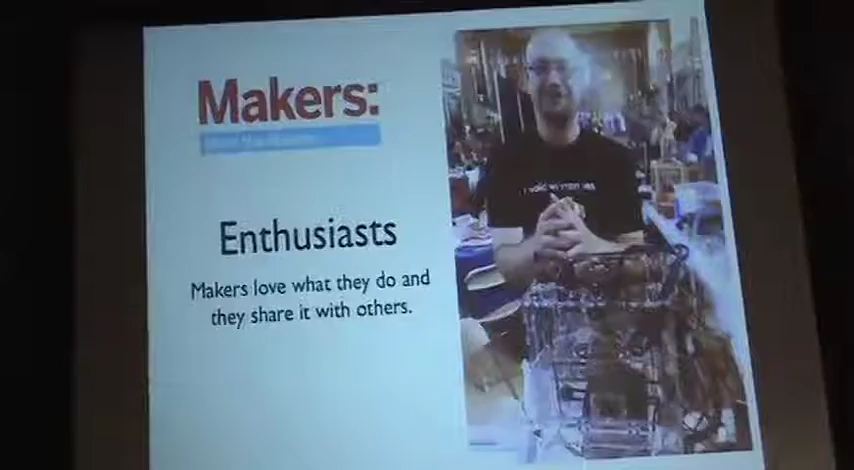 Makers:
Enthusiasts
Makers love what they do and
they share it with others.